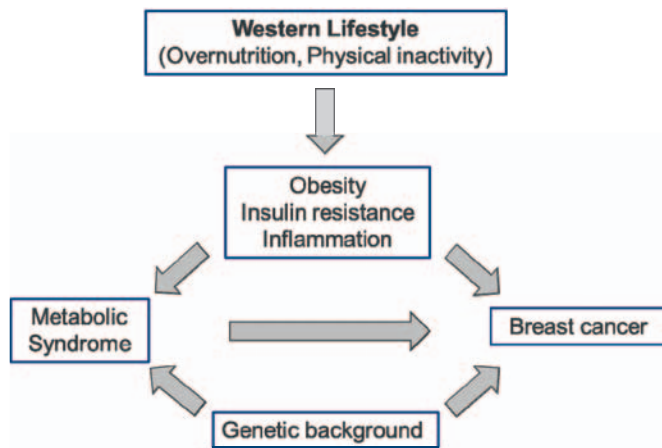 Western Lifestyle
(Overnutrition, Physical inactivity)
Obesity
Insulin resistance
Inflammation
Metabolic
Syndrome
Breast cancer
Genetic background